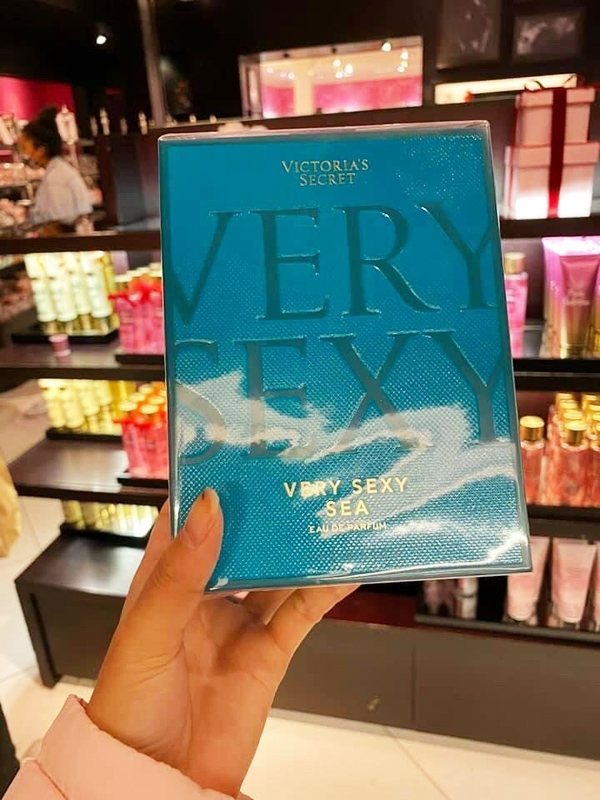 VICTORIA'S
SECRET
VERY
SEXY
VERY SEXY
SEA
EAU DE PARFUM